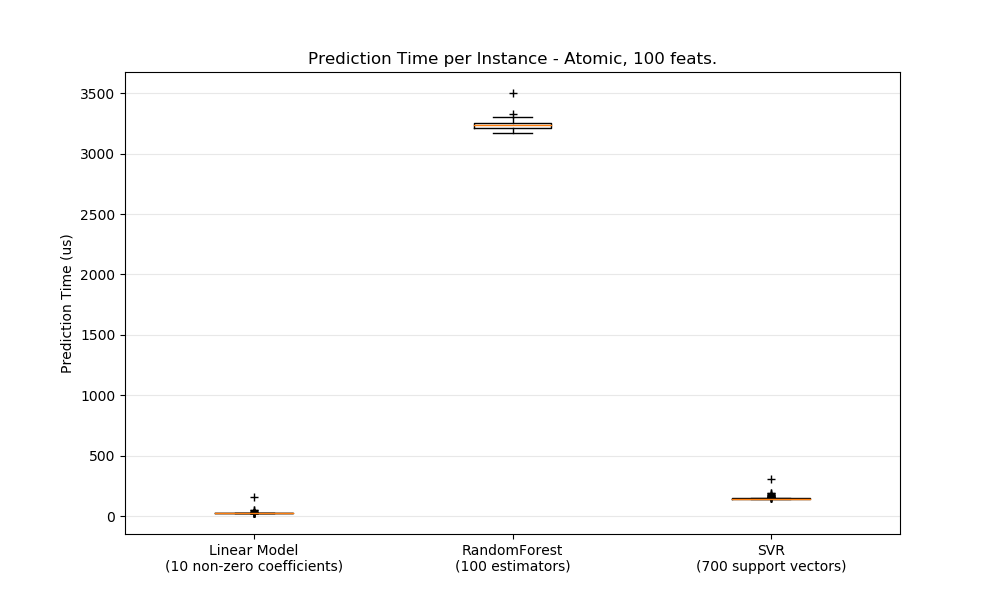 Prediction Time per Instance - Atomic, 100 feats.
Prediction Time (us)
3500
3000
2500
2000
1500
1000
500
0
Linear Model
(10 non-zero coefficients)
RandomForest
(100 estimators)
SVR
(700 support vectors)